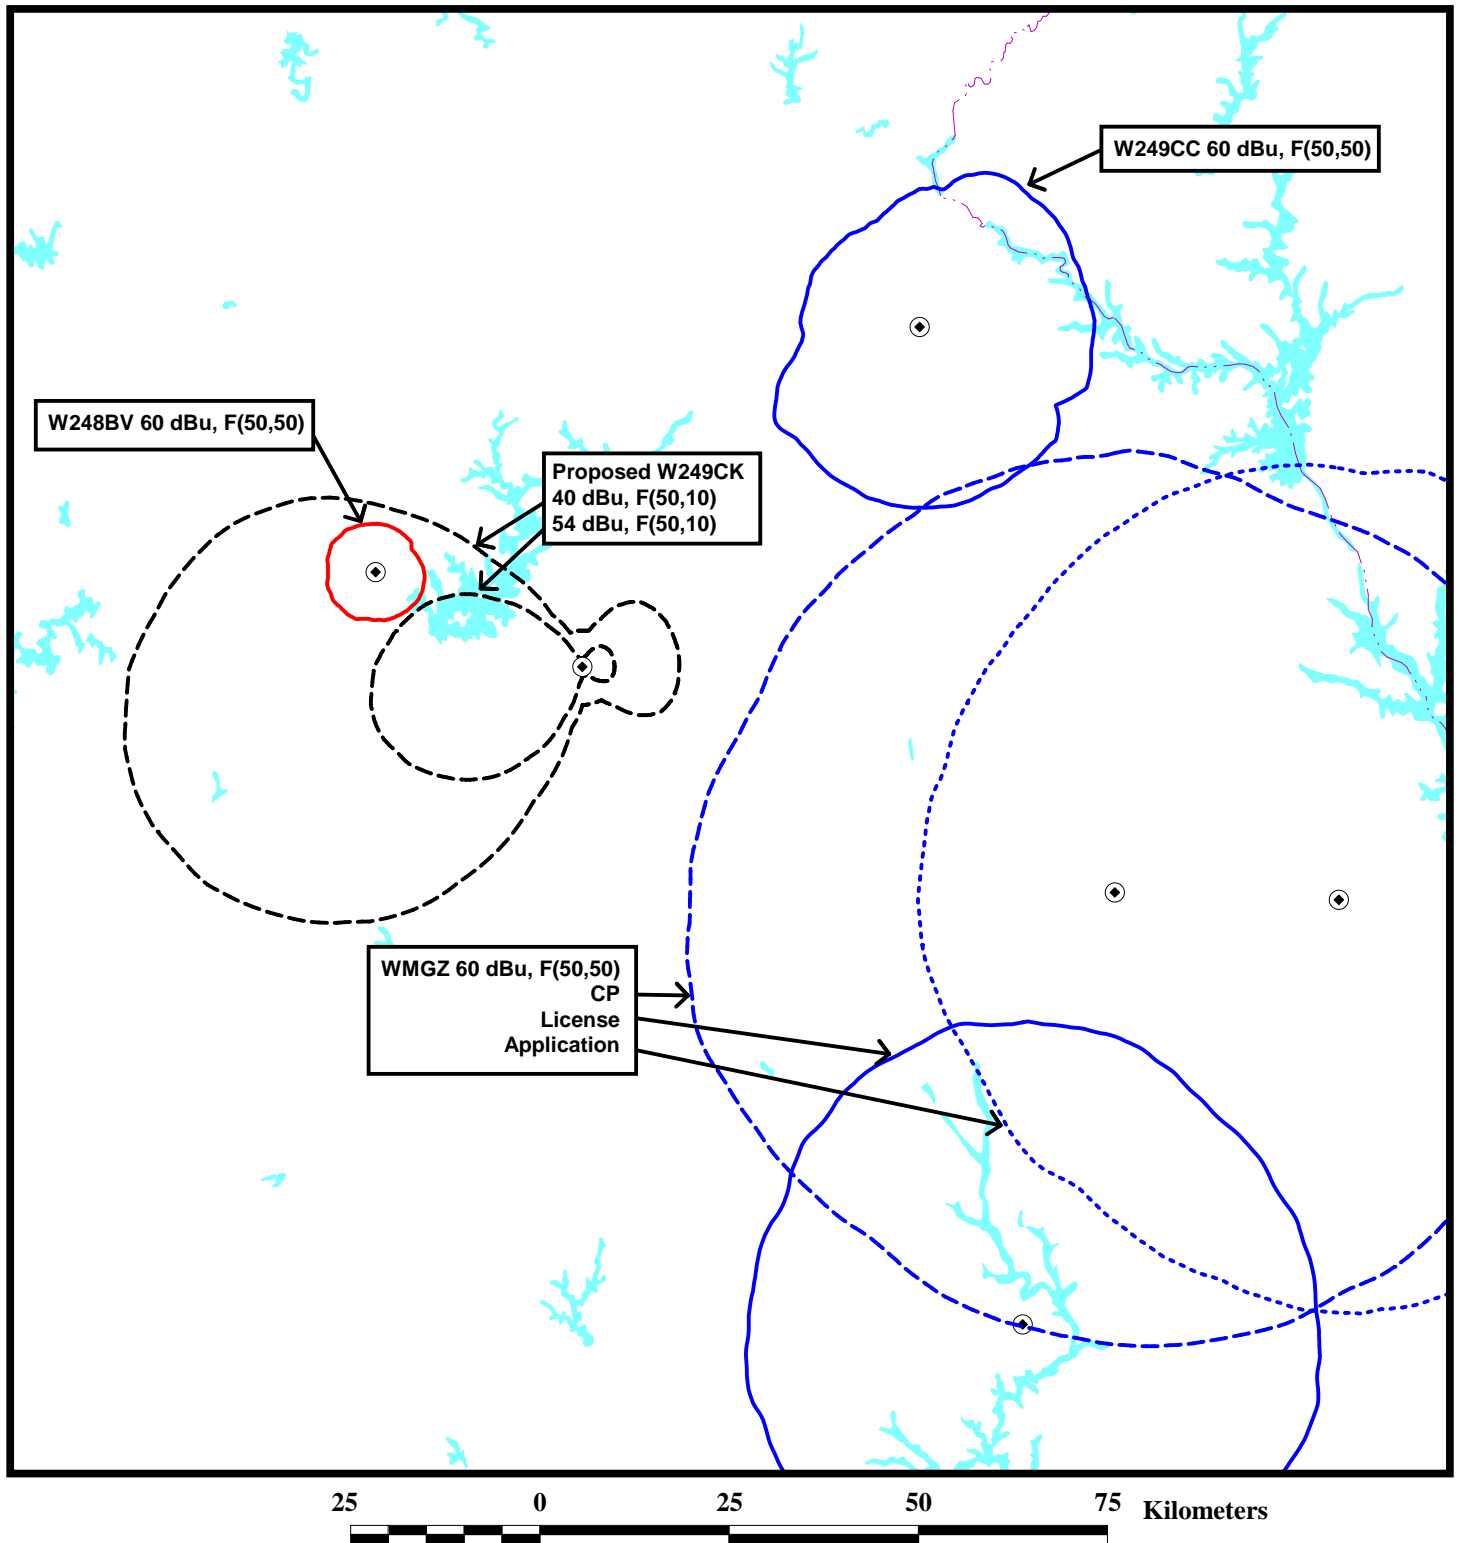 W249CC 60 dBu, F(50,50)
W248BV 60 dBu, F(50,50)
Proposed W249CK
40 dBu, F(50,10)
54 dBu, F(50,10)
WMGZ 60 dBu, F(50,50)
CP
License
Application
25 0 25 50 75 Kilometers